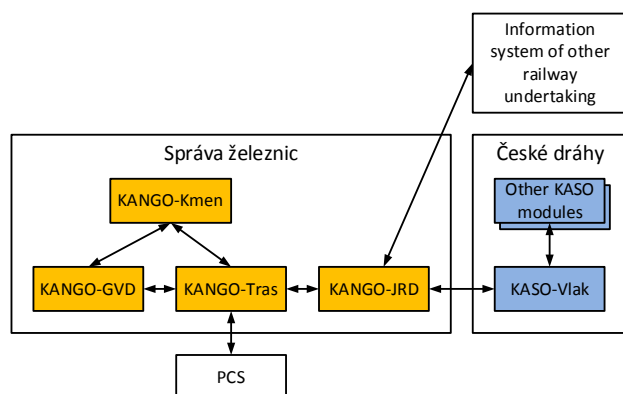 Information
system of other
railway
undertaking
Správa železnic
České dráhy
KANGO-Kmen
Other KASO
modules
KANGO-GVD
KANGO-Tras
KANGO-JRD
KASO-Vlak
PCS